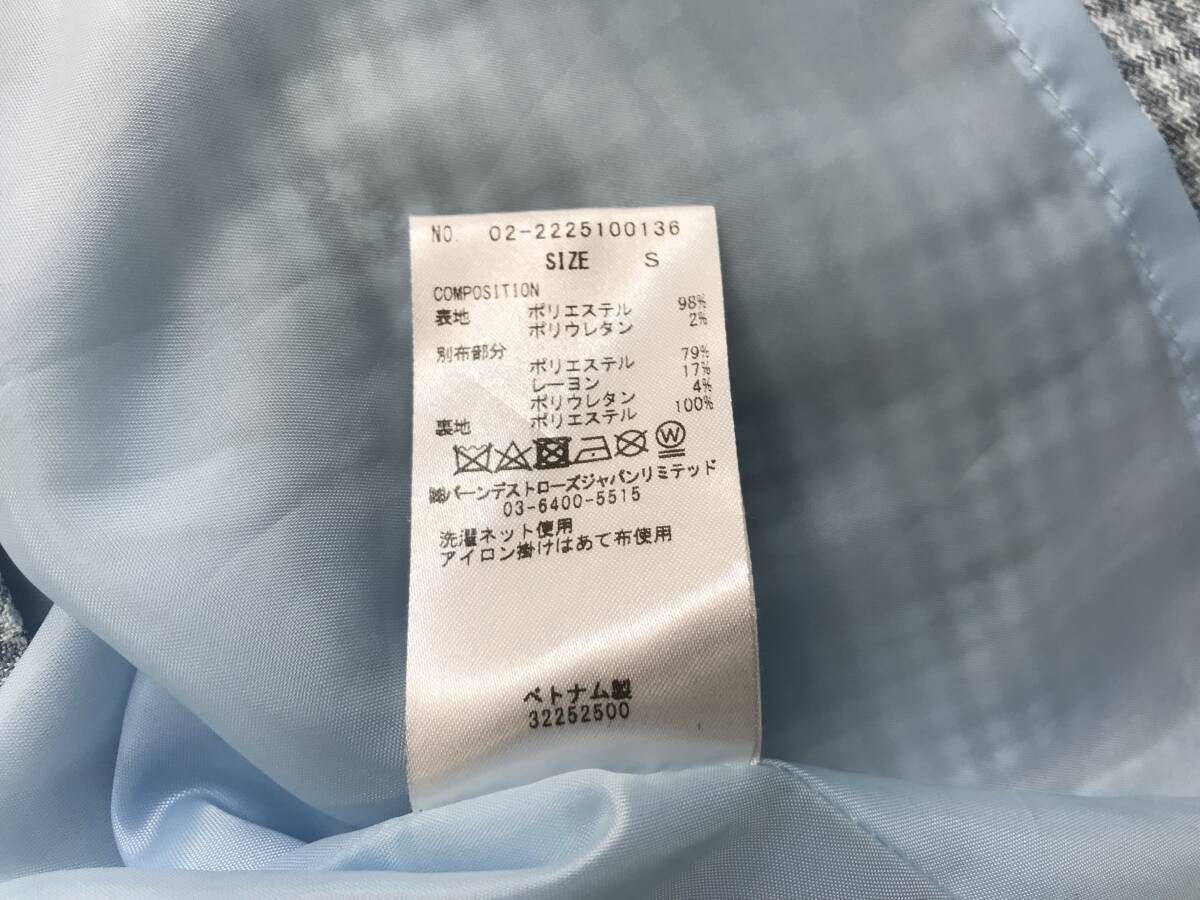 NO. 02-2225100136
SIZE S
COMPOSITION
表地 ポリエステル 98%
ポリウレタン 2%
別布部分
ポリエステル 79%
レーヨン 17%
ポリウレタン 4%
裏地 ポリエステル 100%
W
バーンデストローズジャパンリミテッド
03-6400-5515
洗濯ネット使用
アイロン掛けはあて布使用
ベトナム製
32252500